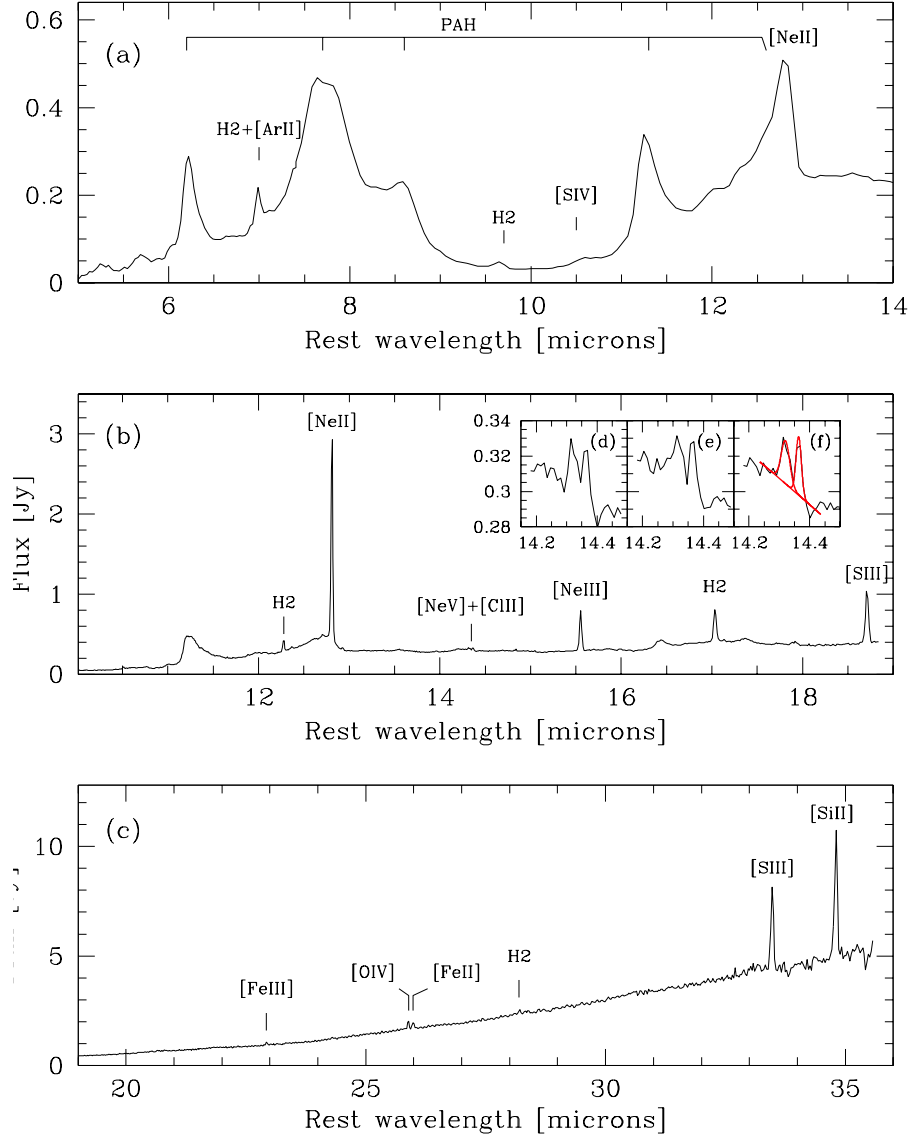 0.6
PAH
[NeII]
(a)
0.4
H2+[ArII]
[SIV]
0.2
H2
0
6 8 10 12 14
Rest wavelength [microns]
3
(b)
[NeII]
0.34
(d) (e) (f)
0.32
0.3
0.28
14.2 14.4 14.2 14.4 14.2 14.4
2
Flux [Jy]
1
H2
[NeV]+[ClII]
[NeIII]
H2
[SIII]
0
12 14 16 18
Rest wavelength [microns]
(c)
[SiII]
10
[SIII]
5
[OIV]
[FeII]
H2
[FeIII]
0
20 25 30 35
Rest wavelength [microns]